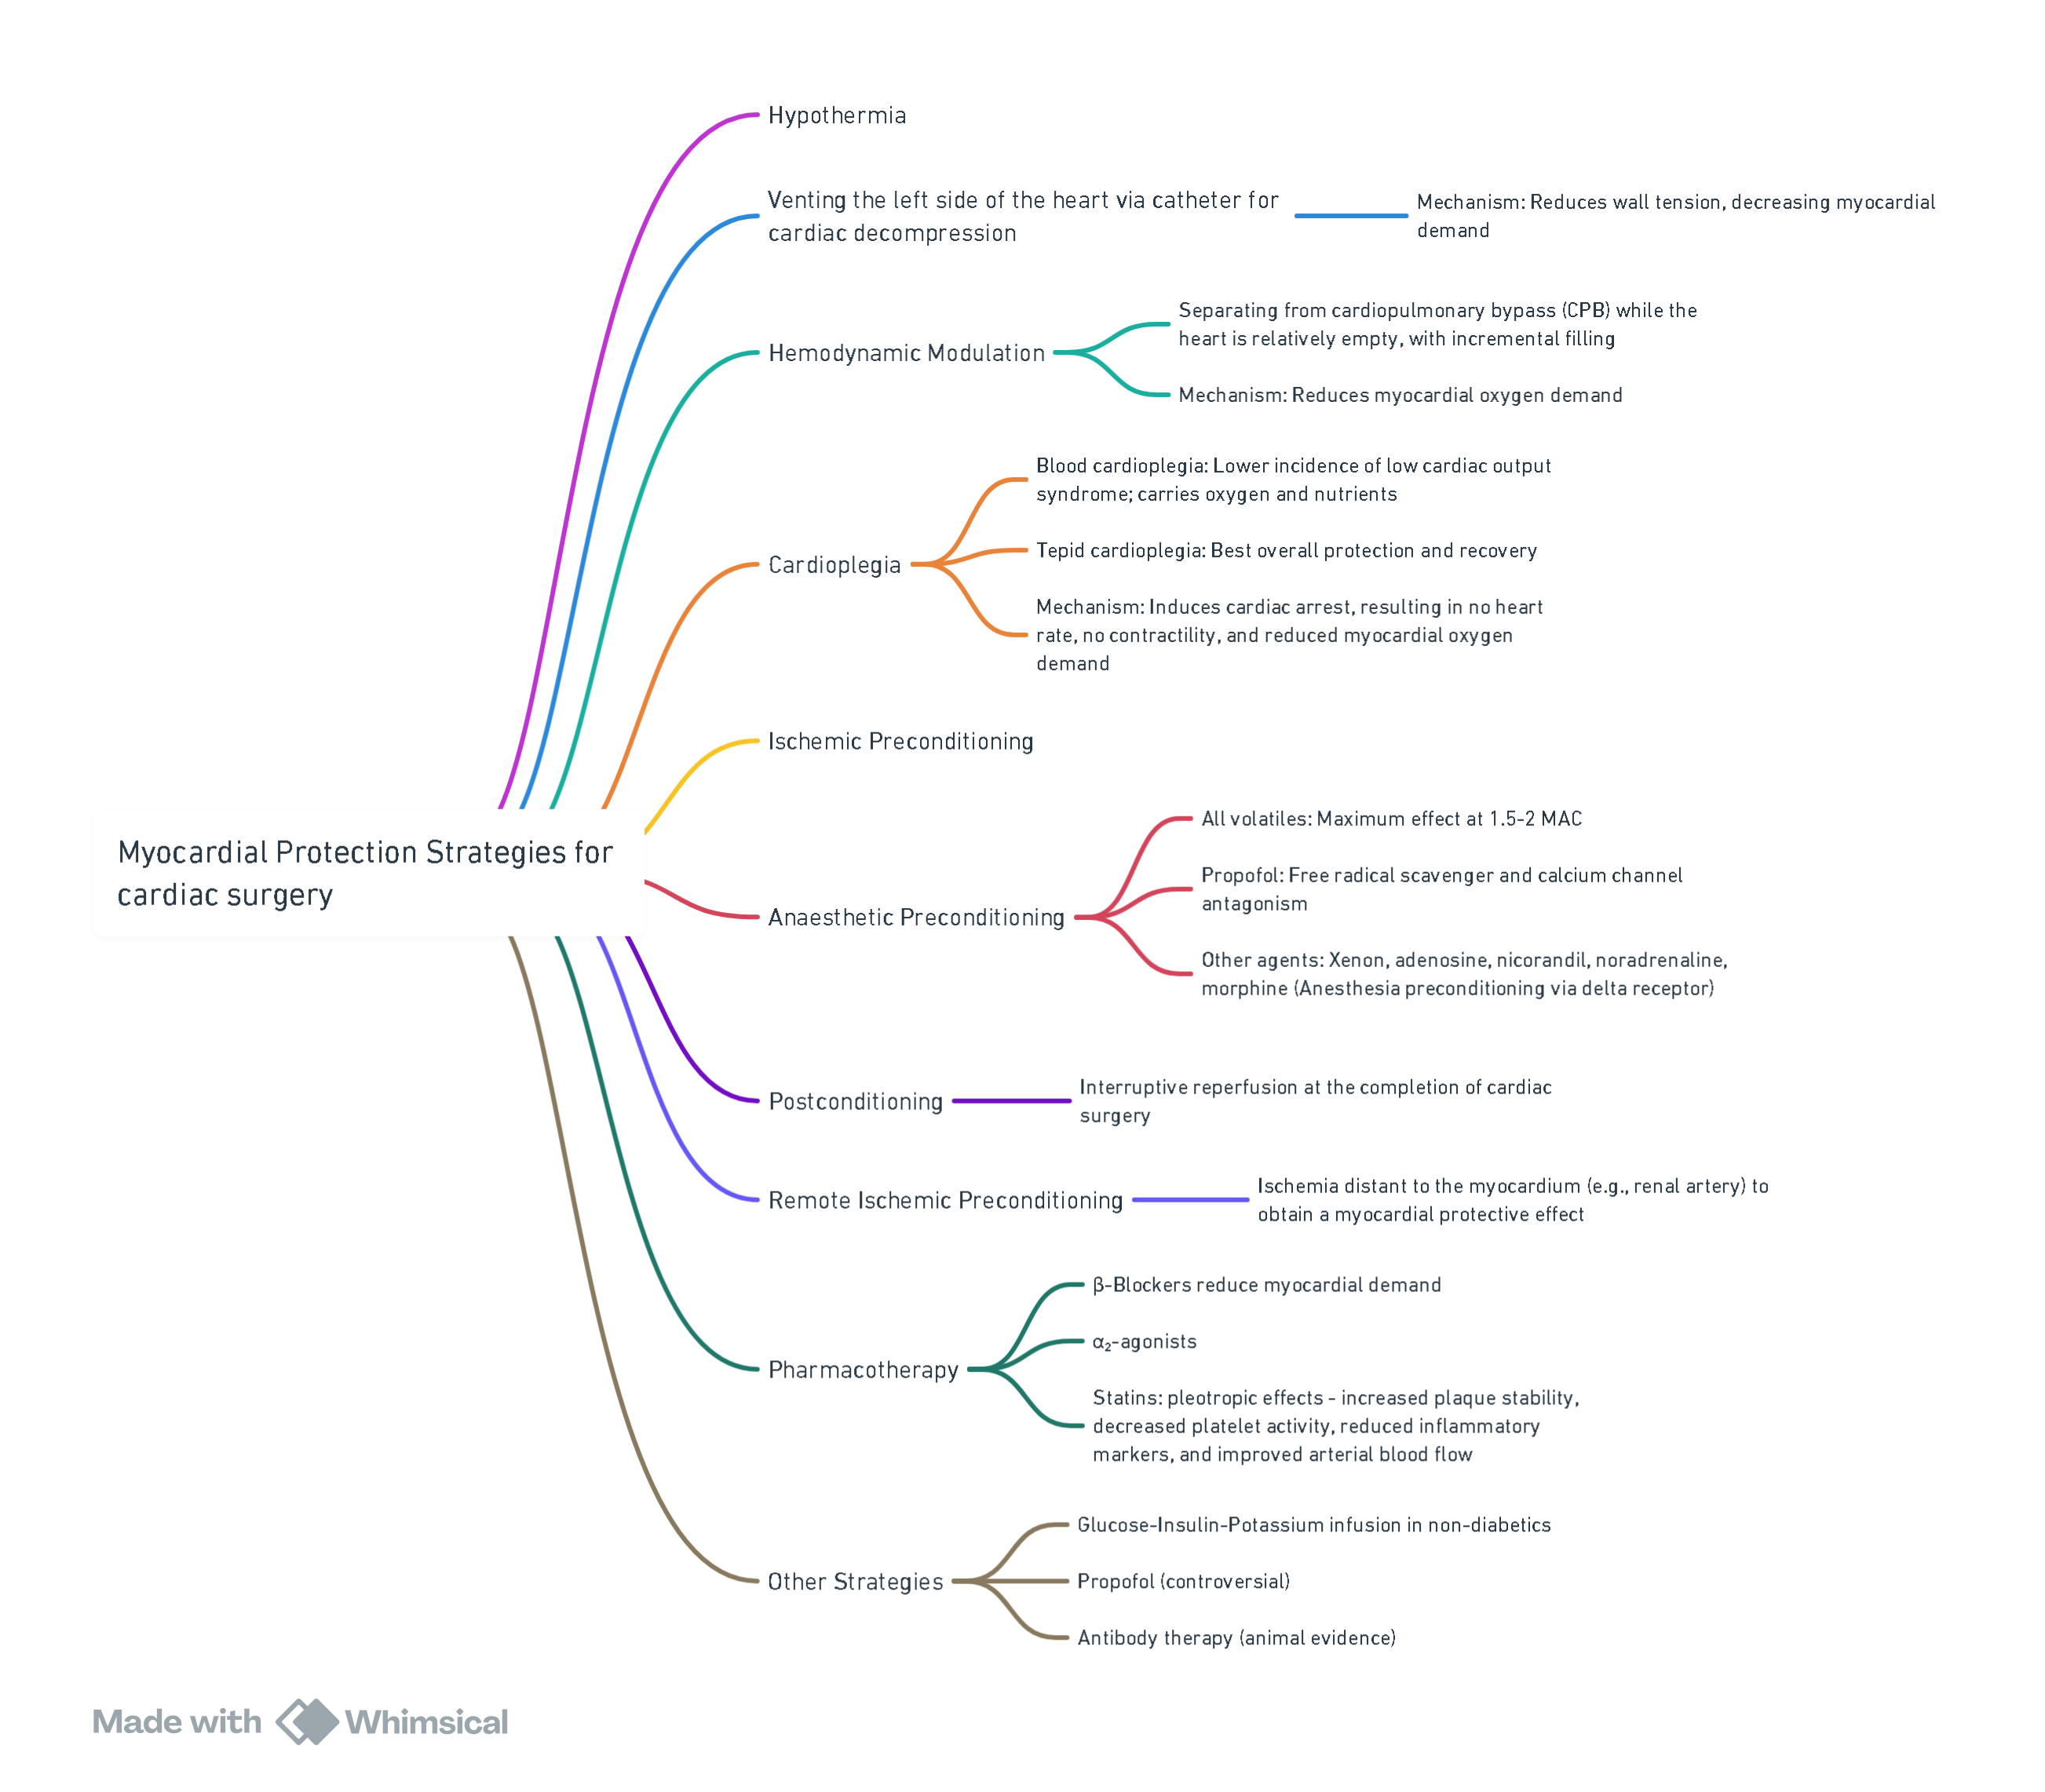 Hypothermia
Venting the left side of the heart via catheter for
cardiac decompression
Mechanism: Reduces wall tension, decreasing myocardial
demand
Hemodynamic Modulation
Separating from cardiopulmonary bypass (CPB) while the
heart is relatively empty, with incremental filling
Mechanism: Reduces myocardial oxygen demand
Cardioplegia
Blood cardioplegia: Lower incidence of low cardiac output
syndrome; carries oxygen and nutrients
Tepid cardioplegia: Best overall protection and recovery
Mechanism: Induces cardiac arrest, resulting in no heart
rate, no contractility, and reduced myocardial oxygen
demand
Ischemic Preconditioning
Myocardial Protection Strategies for
cardiac surgery
Anaesthetic Preconditioning
All volatiles: Maximum effect at 1.5-2 MAC
Propofol: Free radical scavenger and calcium channel
antagonism
Other agents: Xenon, adenosine, nicorandil, noradrenaline,
morphine (Anesthesia preconditioning via delta receptor)
Postconditioning
Interruptive reperfusion at the completion of cardiac
surgery
Remote Ischemic Preconditioning
Ischemia distant to the myocardium (e.g., renal artery) to
obtain a myocardial protective effect
Pharmacotherapy
β-Blockers reduce myocardial demand
α₂-agonists
Statins: pleotropic effects - increased plaque stability,
decreased platelet activity, reduced inflammatory
markers, and improved arterial blood flow
Other Strategies
Glucose-Insulin-Potassium infusion in non-diabetics
Propofol (controversial)
Antibody therapy (animal evidence)
Made with Whimsical